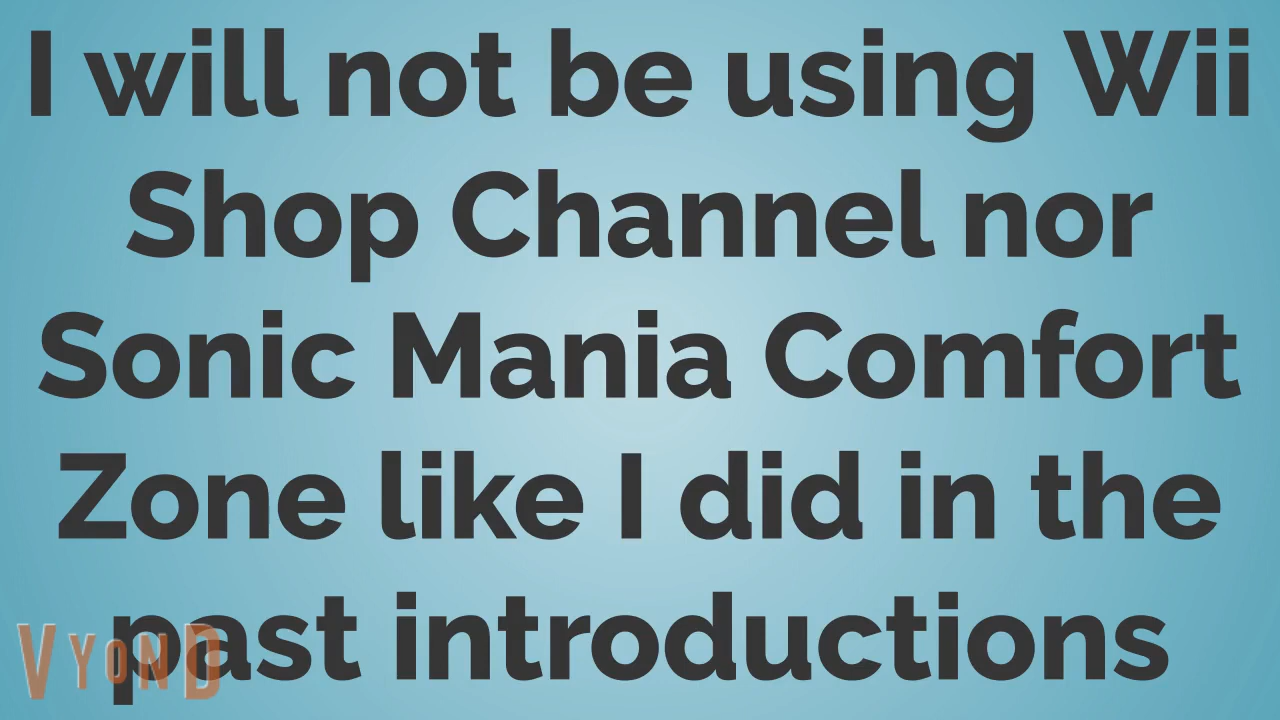 I will not be using Wii
Shop Channel nor
Sonic Mania Comfort
Zone like I did in the
past introductions
VYOND